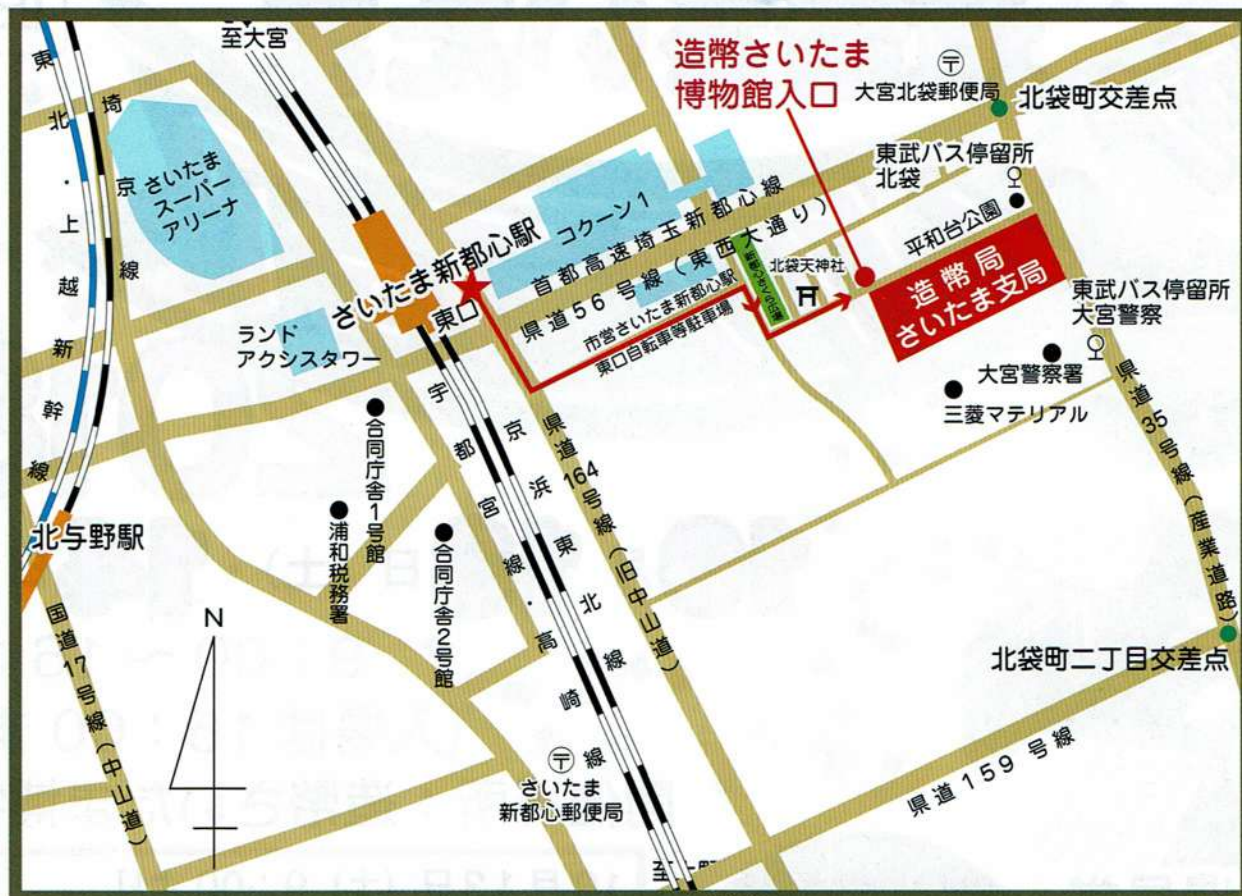 至大宮
東北・上越新幹線
埼京線
さいたま
スーパー
アリーナ
さいたま新都心駅
東口
コクーン1
首都高速埼玉新都心線
県道56号線(東西大通り)
市営さいたま新都心駅
東口自転車等駐車場
新都心さくら広場
北袋天神社
造幣さいたま
博物館入口
〒
大宮北袋郵便局
北袋町交差点
東武バス停留所
北袋
平和台公園
造幣局
さいたま支局
東武バス停留所
大宮警察
大宮警察署
三菱マテリアル
県道35号線(産業道路)
北袋町二丁目交差点
県道159号線
ランド
アクシスタワー
合同庁舎1号館
浦和税務署
合同庁舎2号館
宇都宮線・高崎線
京浜東北線
県道164号線(旧中山道)
北与野駅
国道17号線(中山道)
N
〒
さいたま
新都心郵便局
至上野